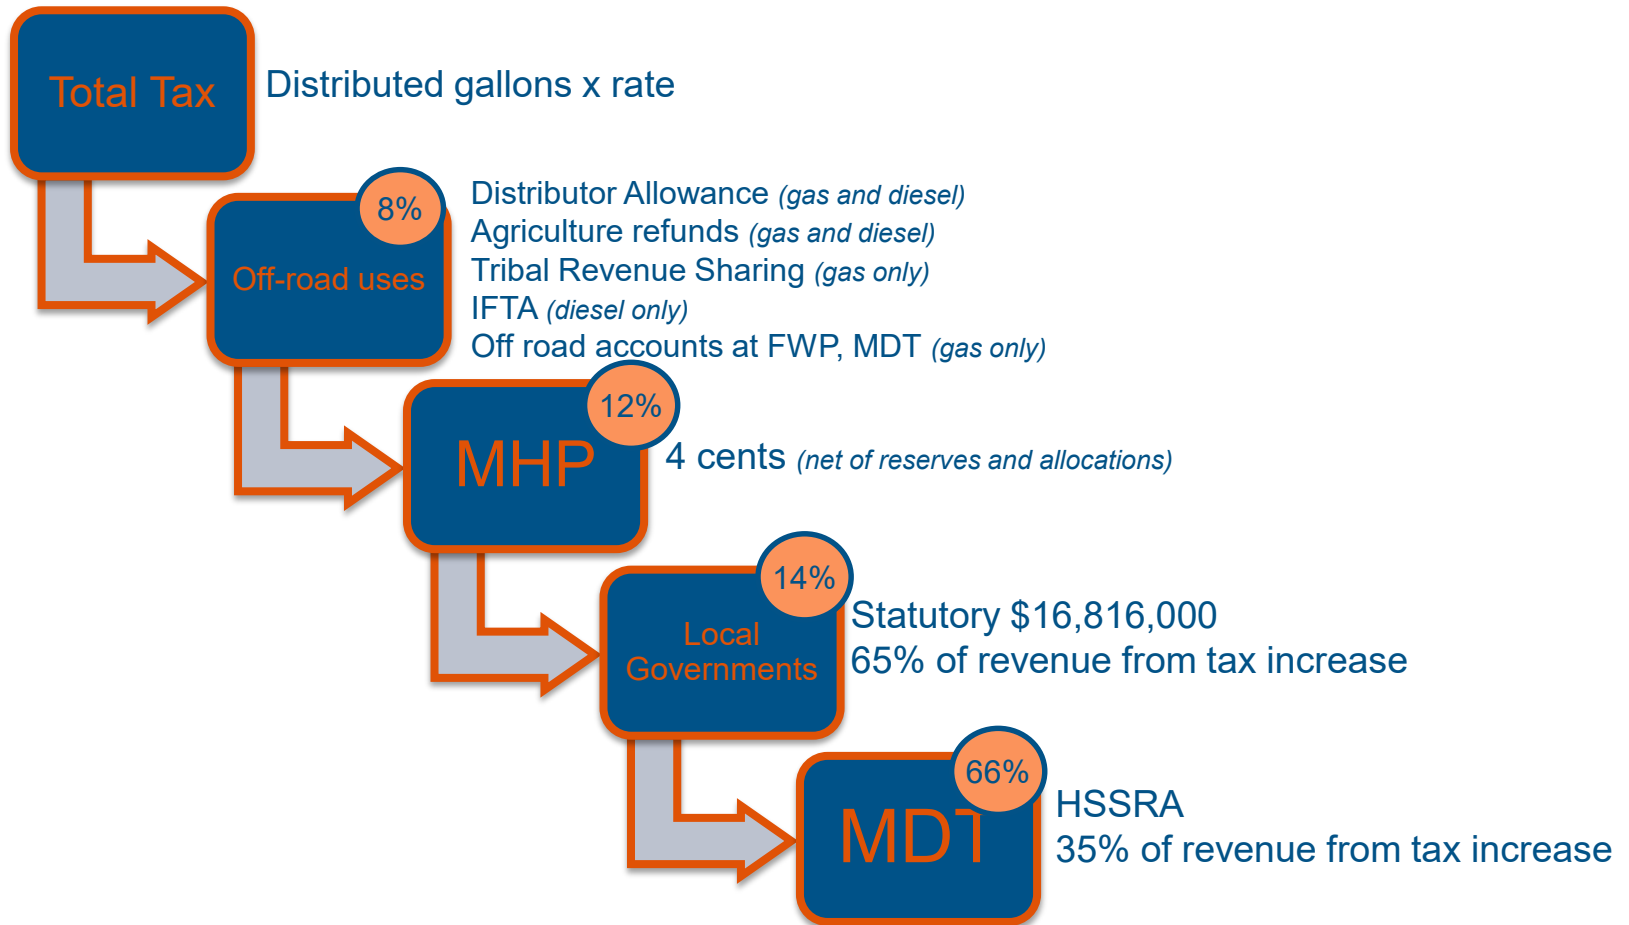 Total Tax
Distributed gallons x rate
8%
Off-road uses
Distributor Allowance (gas and diesel)
Agriculture refunds (gas and diesel)
Tribal Revenue Sharing (gas only)
IFTA (diesel only)
Off road accounts at FWP, MDT (gas only)
12%
MHP
4 cents (net of reserves and allocations)
14%
Local
Governments
Statutory $16,816,000
65% of revenue from tax increase
66%
MDT
HSSRA
35% of revenue from tax increase